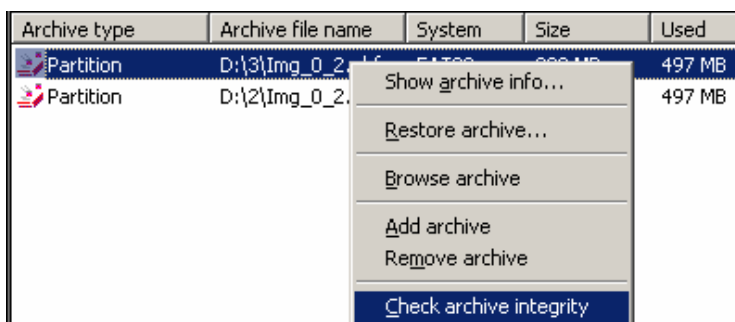 Archive type Archive file name System Size Used
Partition D:\3\Img_0_2. 497 MB
Partition D:\2\Img_0_2. 497 MB
Show archive info...
Restore archive...
Browse archive
Add archive
Remove archive
Check archive integrity